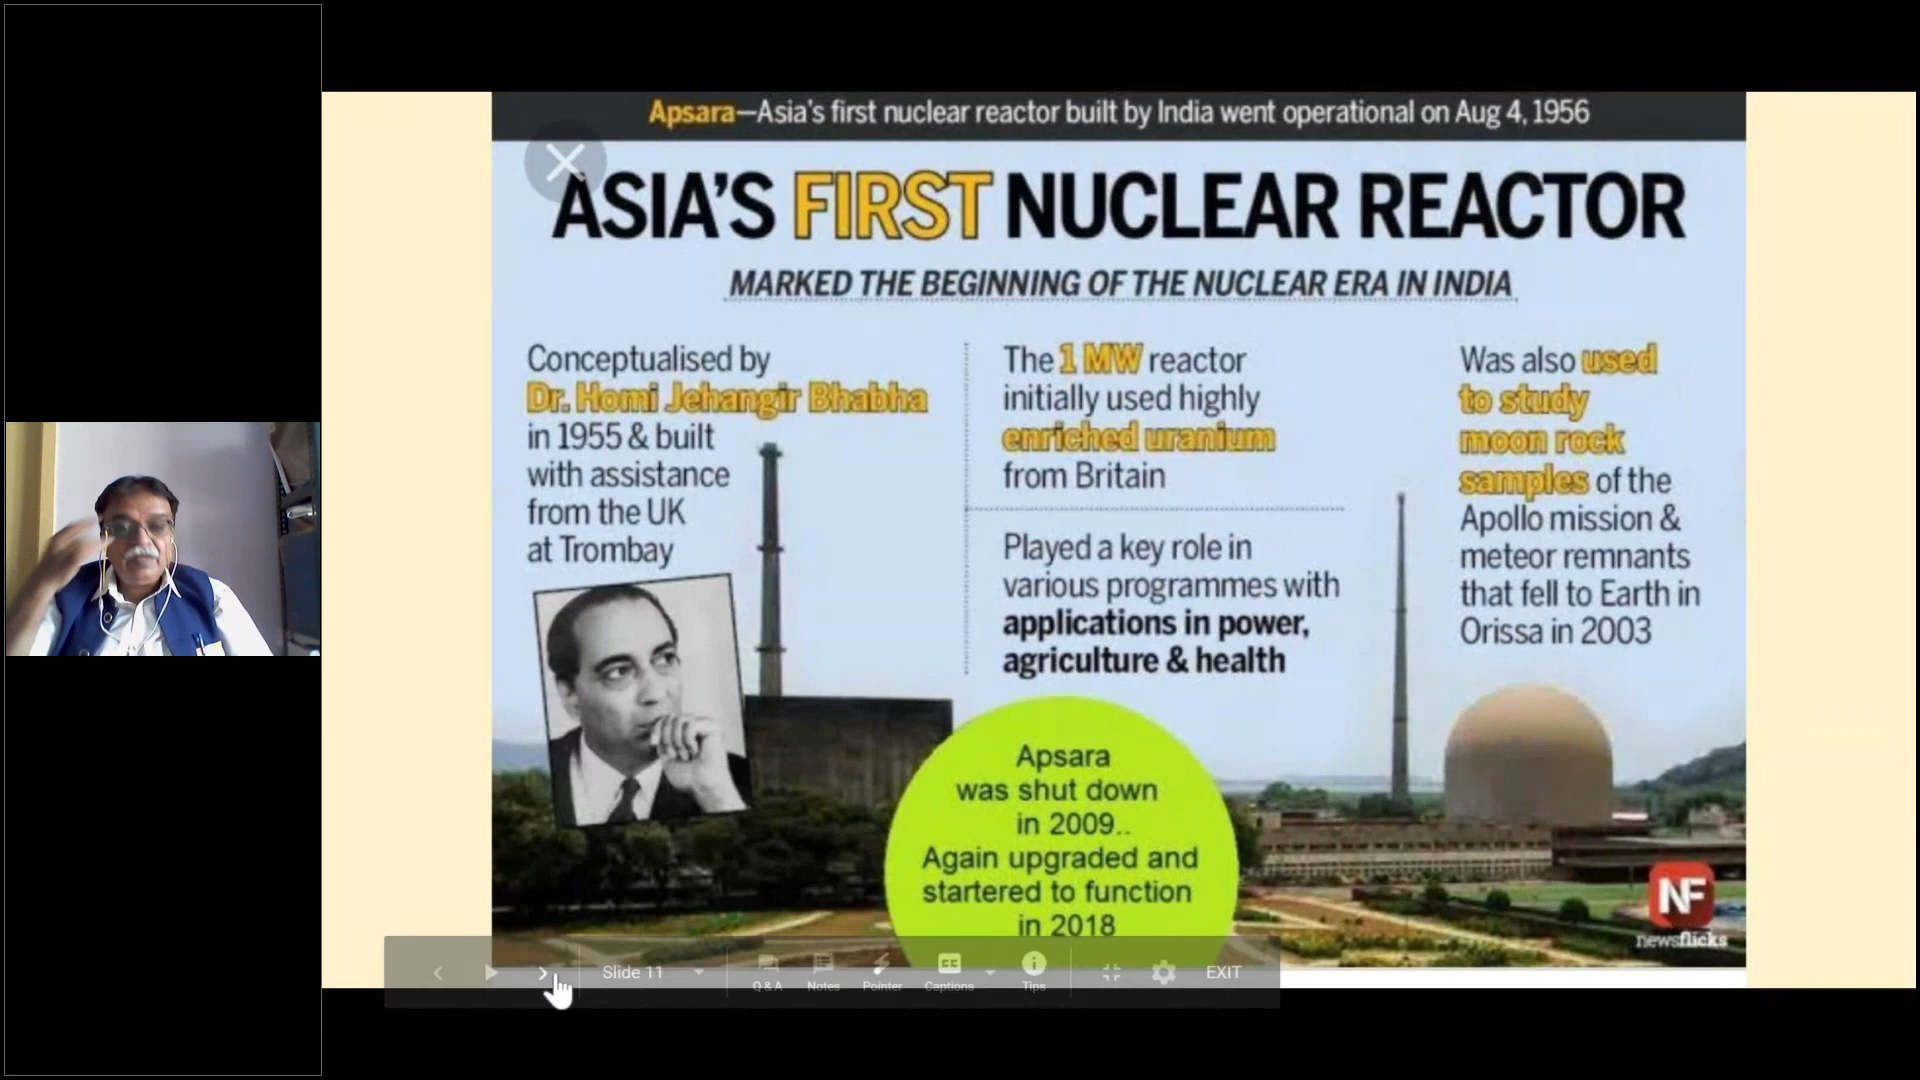 Apsara—Asia's first nuclear reactor built by India went operational on Aug 4, 1956
ASIA'S FIRST NUCLEAR REACTOR
MARKED THE BEGINNING OF THE NUCLEAR ERA IN INDIA
Conceptualised by
Dr. Homi Jehangir Bhabha
in 1955 & built
with assistance
from the UK
at Trombay
The 1 MW reactor
initially used highly
enriched uranium
from Britain
Played a key role in
various programmes with
applications in power,
agriculture & health
Was also used
to study
moon rock
samples of the
Apollo mission &
meteor remnants
that fell to Earth in
Orissa in 2003
Apsara
was shut down
in 2009..
Again upgraded and
startered to function
in 2018
NF
newsflicks
Slide 11
Q & A
Notes
Pointer
CC
Captions
Tips
EXIT